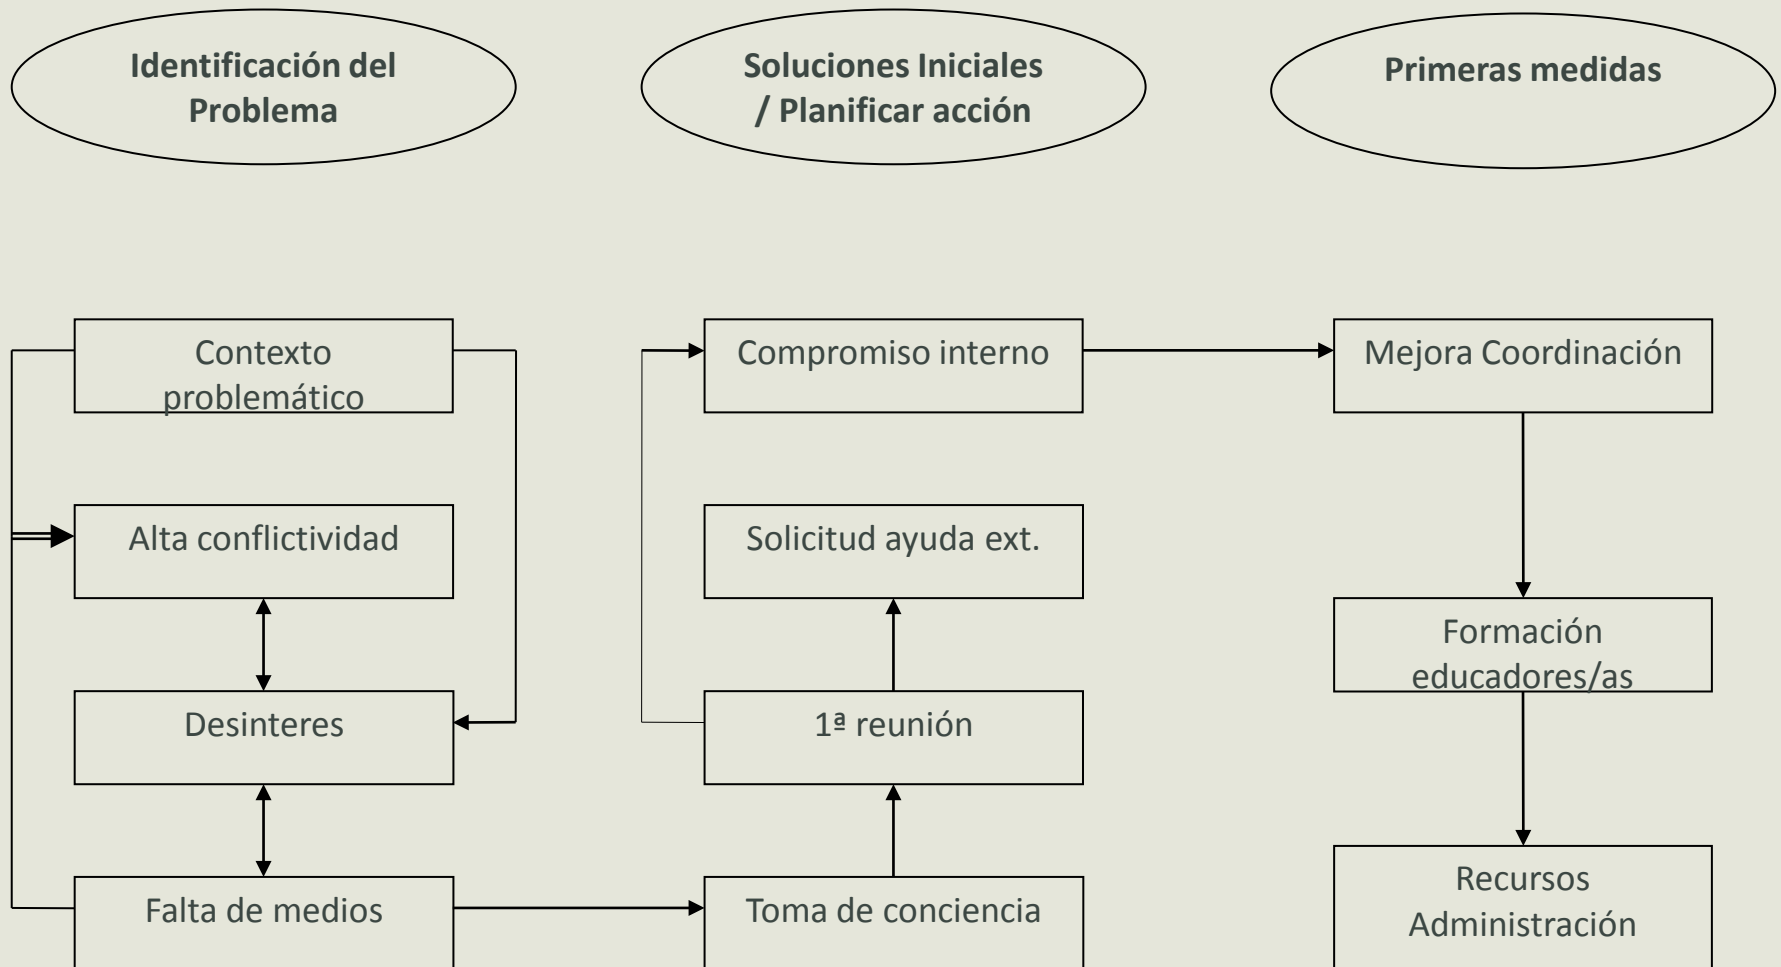 Identificación del
Problema
Soluciones Iniciales
/ Planificar acción
Primeras medidas
Contexto
problemático
Alta conflictividad
Desinteres
Falta de medios
Compromiso interno
Solicitud ayuda ext.
1ª reunión
Toma de conciencia
Mejora Coordinación
Formación
educadores/as
Recursos
Administración